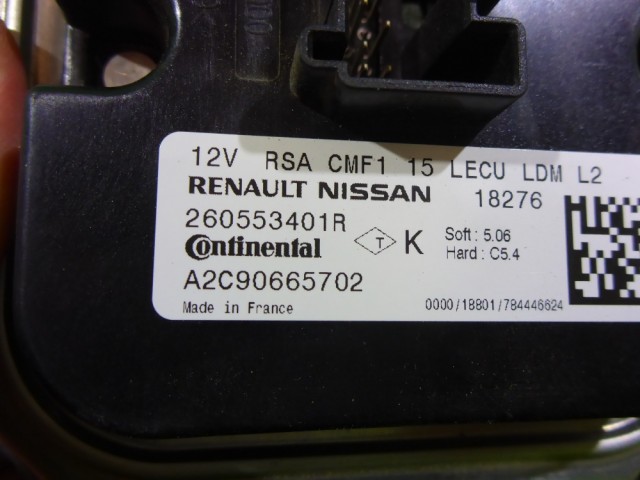 12V RSA CMF1 15 LECU LDM L2
RENAULT NISSAN 18276
260553401R
Continental T K Soft : 5.06
Hard : C5.4
A2C90665702
Made in France 0000/18801/784446624